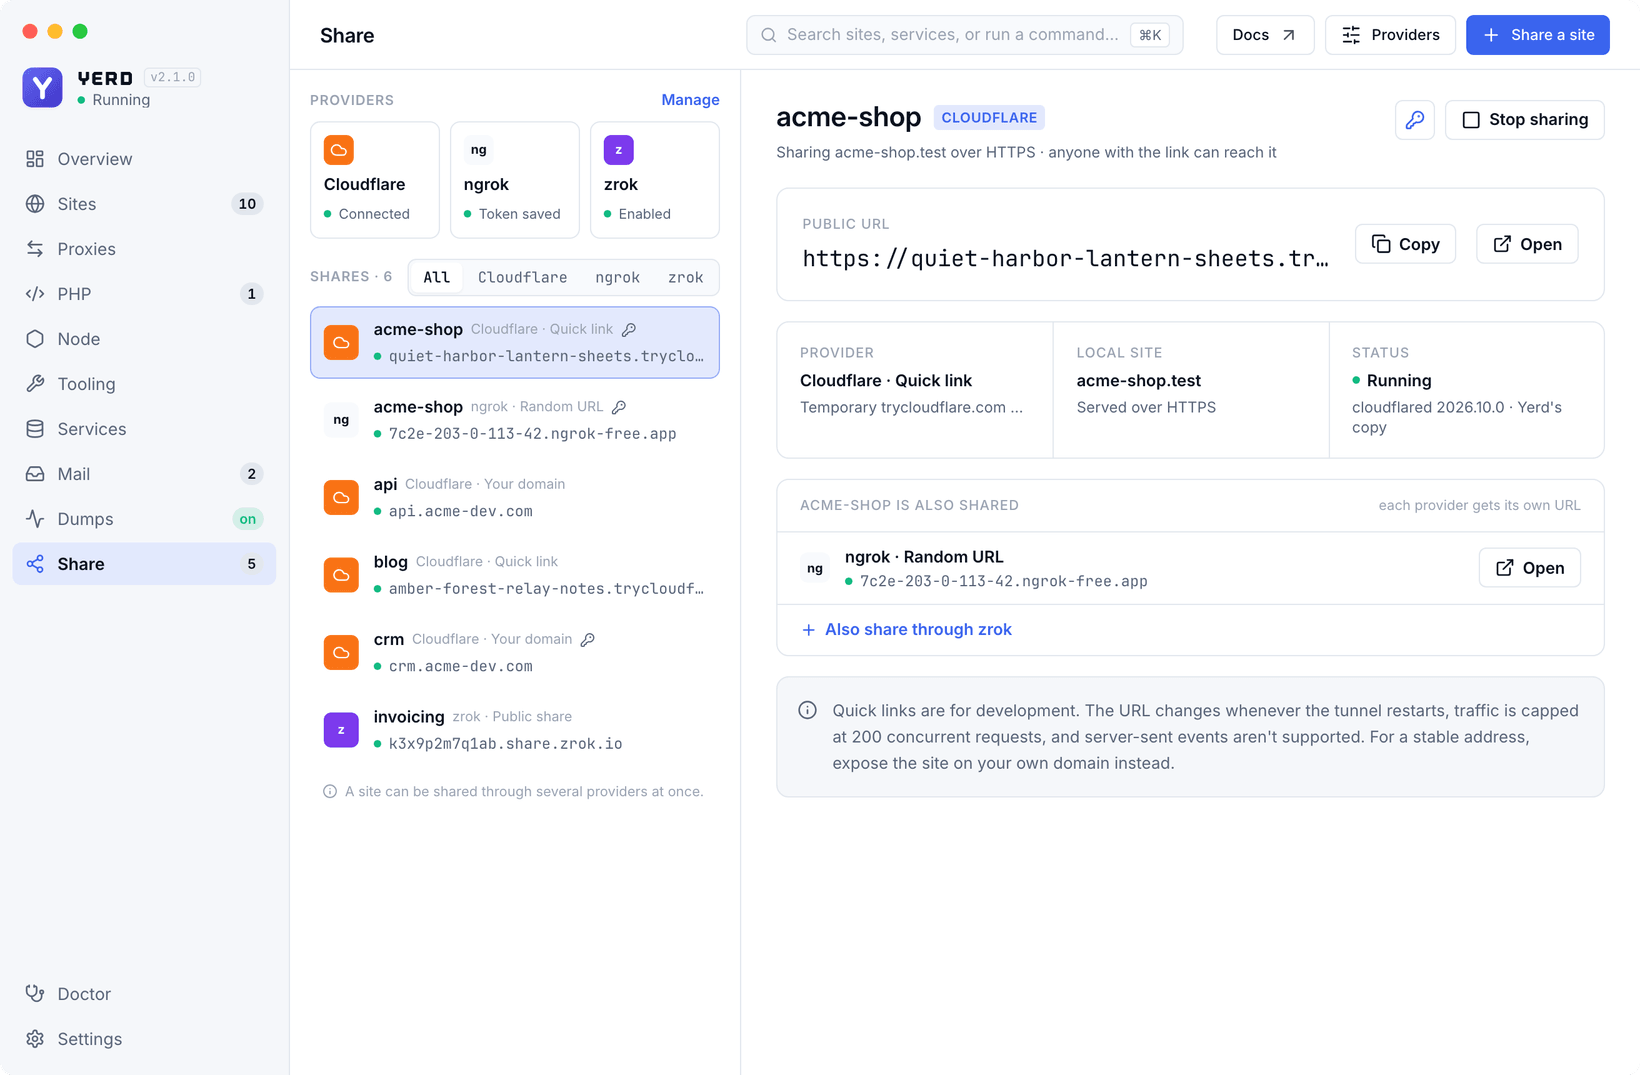 YERD v2.1.0
Running
Overview
Sites 10
Proxies
PHP 1
Node
Tooling
Services
Mail 2
Dumps on
Share 5
Doctor
Settings
Share
Search sites, services, or run a command... ⌘K
Docs
Providers
Share a site
PROVIDERS
Manage
Cloudflare
Connected
ng
ngrok
Token saved
z
zrok
Enabled
SHARES · 6
All Cloudflare ngrok zrok
acme-shop Cloudflare · Quick link
quiet-harbor-lantern-sheets.tryclo…
ng
acme-shop ngrok · Random URL
7c2e-203-0-113-42.ngrok-free.app
api Cloudflare · Your domain
api.acme-dev.com
blog Cloudflare · Quick link
amber-forest-relay-notes.trycloudf…
crm Cloudflare · Your domain
crm.acme-dev.com
z
invoicing zrok · Public share
k3x9p2m7q1ab.share.zrok.io
A site can be shared through several providers at once.
acme-shop CLOUDFLARE
Sharing acme-shop.test over HTTPS · anyone with the link can reach it
Stop sharing
PUBLIC URL
https://quiet-harbor-lantern-sheets.tr…
Copy
Open
PROVIDER
Cloudflare · Quick link
Temporary trycloudflare.com …
LOCAL SITE
acme-shop.test
Served over HTTPS
STATUS
Running
cloudflared 2026.10.0 · Yerd's
copy
ACME-SHOP IS ALSO SHARED
each provider gets its own URL
ng
ngrok · Random URL
7c2e-203-0-113-42.ngrok-free.app
Open
Also share through zrok
Quick links are for development. The URL changes whenever the tunnel restarts, traffic is capped
at 200 concurrent requests, and server-sent events aren't supported. For a stable address,
expose the site on your own domain instead.